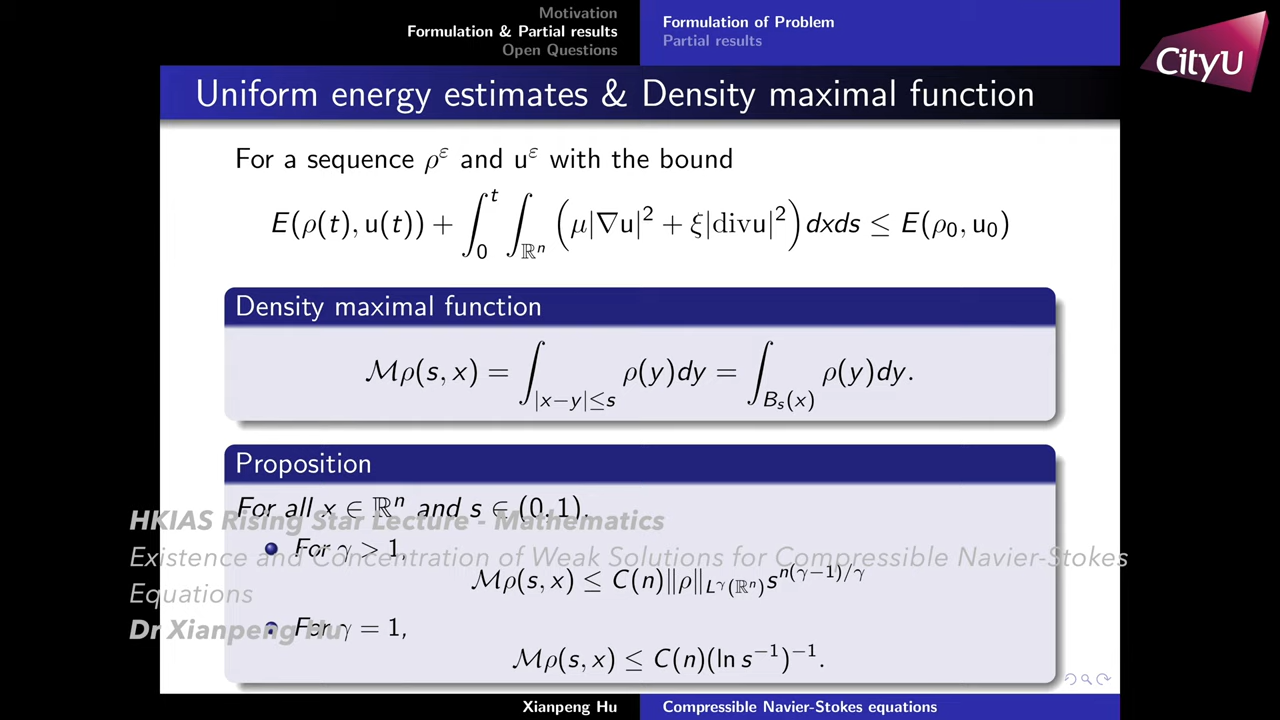 Motivation
Formulation & Partial results
Open Questions
Formulation of Problem
Partial results
CityU
Uniform energy estimates & Density maximal function
For a sequence ρ^ε and u^ε with the bound
E(ρ(t), u(t)) + ∫_0^t ∫_{ℝ^n} (μ|∇u|^2 + ξ|divu|^2) dxds ≤ E(ρ_0, u_0)
Density maximal function
ℳρ(s, x) = ∫_{|x−y|≤s} ρ(y)dy = ∫_{B_s(x)} ρ(y)dy.
Proposition
For all x ∈ ℝ^n and s ∈ (0, 1).
For γ > 1,
ℳρ(s, x) ≤ C(n)‖ρ‖_{L^γ(ℝ^n)} s^{n(γ−1)/γ}
For γ = 1,
ℳρ(s, x) ≤ C(n)(ln s^{−1})^{−1}.
HKIAS Rising Star Lecture - Mathematics
Existence and Concentration of Weak Solutions for Compressible Navier-Stokes
Equations
Dr Xianpeng Hu
Xianpeng Hu
Compressible Navier-Stokes equations